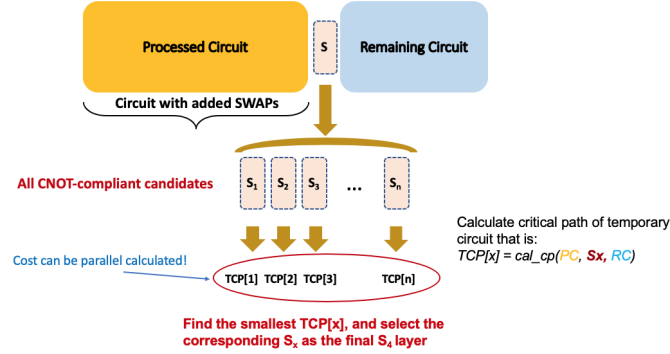 Processed Circuit
S
Remaining Circuit
Circuit with added SWAPs
All CNOT-compliant candidates
S1 S2 S3 ... Sn
Calculate critical path of temporary
circuit that is:
TCP[x] = cal_cp(PC, Sx, RC)
Cost can be parallel calculated!
TCP[1] TCP[2] TCP[3] TCP[n]
Find the smallest TCP[x], and select the
corresponding Sx as the final S4 layer